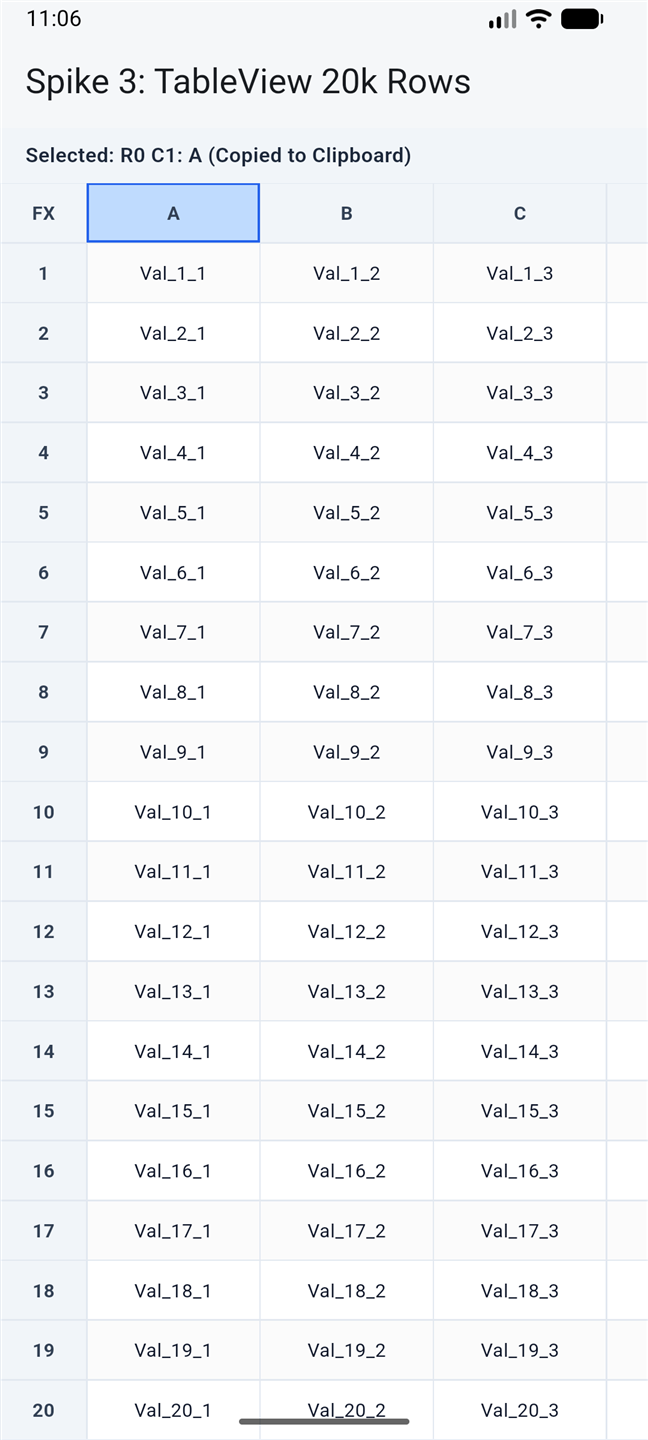 11:06
Spike 3: TableView 20k Rows
Selected: R0 C1: A (Copied to Clipboard)
FX A B C
1 Val_1_1 Val_1_2 Val_1_3
2 Val_2_1 Val_2_2 Val_2_3
3 Val_3_1 Val_3_2 Val_3_3
4 Val_4_1 Val_4_2 Val_4_3
5 Val_5_1 Val_5_2 Val_5_3
6 Val_6_1 Val_6_2 Val_6_3
7 Val_7_1 Val_7_2 Val_7_3
8 Val_8_1 Val_8_2 Val_8_3
9 Val_9_1 Val_9_2 Val_9_3
10 Val_10_1 Val_10_2 Val_10_3
11 Val_11_1 Val_11_2 Val_11_3
12 Val_12_1 Val_12_2 Val_12_3
13 Val_13_1 Val_13_2 Val_13_3
14 Val_14_1 Val_14_2 Val_14_3
15 Val_15_1 Val_15_2 Val_15_3
16 Val_16_1 Val_16_2 Val_16_3
17 Val_17_1 Val_17_2 Val_17_3
18 Val_18_1 Val_18_2 Val_18_3
19 Val_19_1 Val_19_2 Val_19_3
20 Val_20_1 Val_20_2 Val_20_3